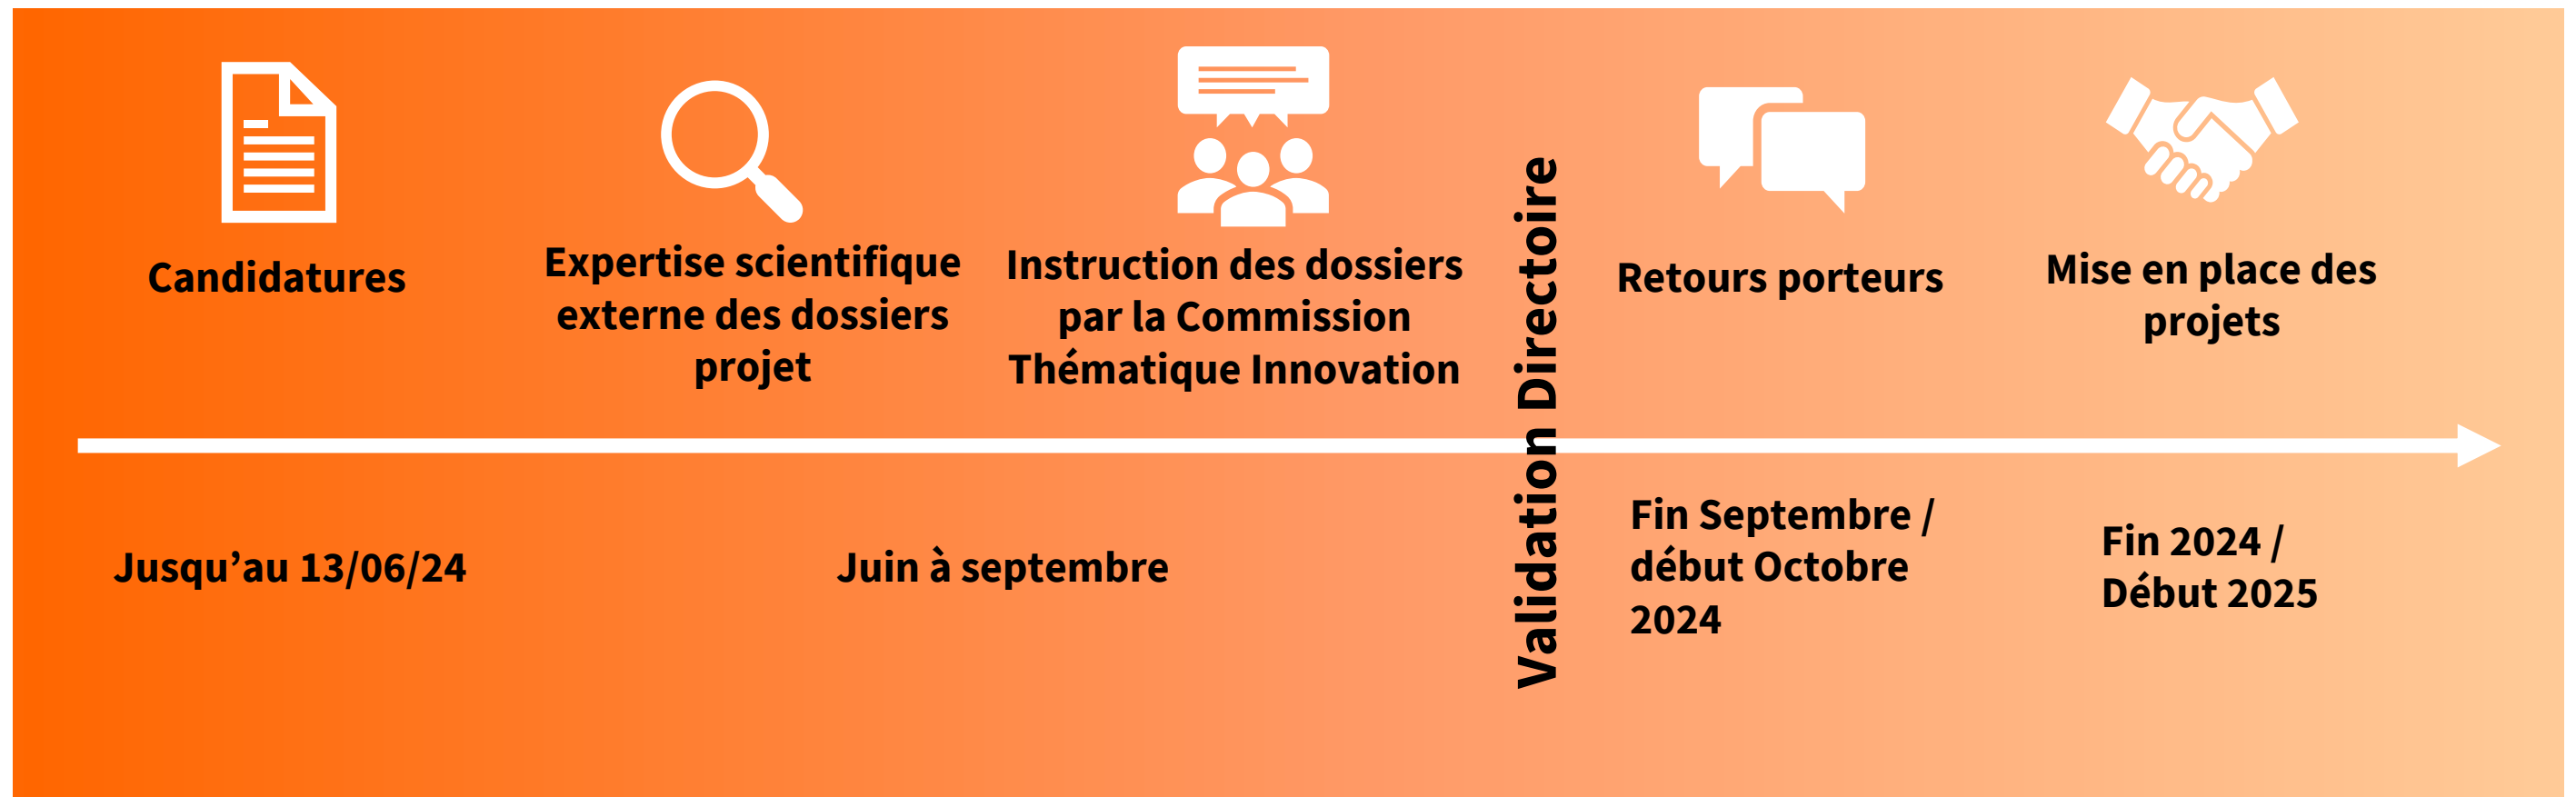 Candidatures
Expertise scientifique
externe des dossiers
projet
Instruction des dossiers
par la Commission
Thématique Innovation
Validation Directoire
Retours porteurs
Mise en place des
projets
Jusqu’au 13/06/24
Juin à septembre
Fin Septembre /
début Octobre
2024
Fin 2024 /
Début 2025